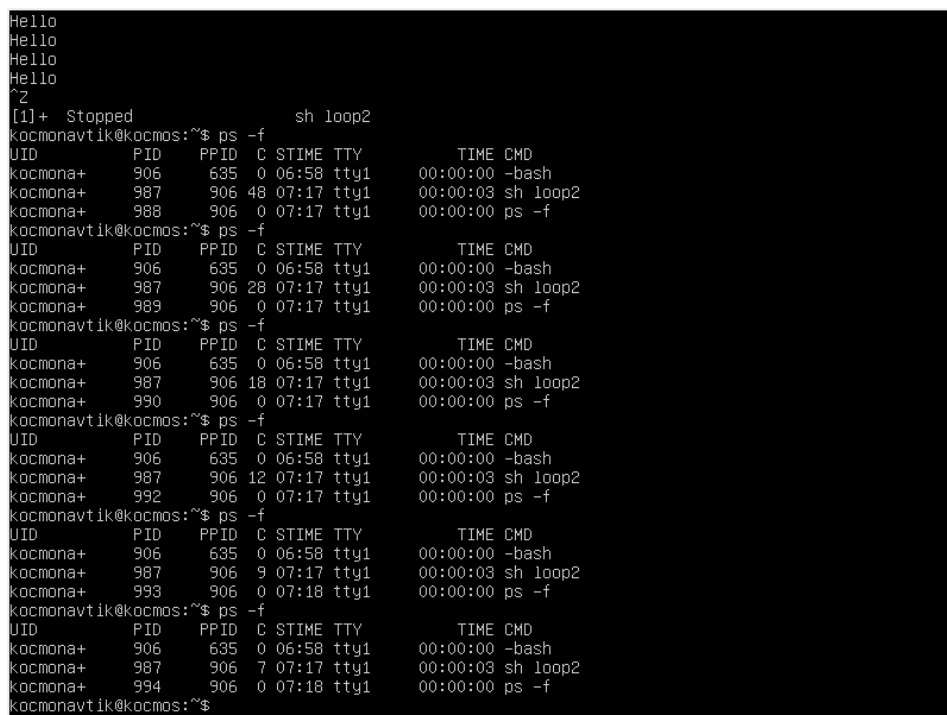 Hello
Hello
Hello
Hello
^Z
[1]+  Stopped                 sh loop2
kocmonavtik@kocmos:~$ ps -f
UID          PID    PPID  C STIME TTY          TIME CMD
kocmona+     906     635  0 06:58 tty1     00:00:00 -bash
kocmona+     987     906 48 07:17 tty1     00:00:03 sh loop2
kocmona+     988     906  0 07:17 tty1     00:00:00 ps -f
kocmonavtik@kocmos:~$ ps -f
UID          PID    PPID  C STIME TTY          TIME CMD
kocmona+     906     635  0 06:58 tty1     00:00:00 -bash
kocmona+     987     906 28 07:17 tty1     00:00:03 sh loop2
kocmona+     989     906  0 07:17 tty1     00:00:00 ps -f
kocmonavtik@kocmos:~$ ps -f
UID          PID    PPID  C STIME TTY          TIME CMD
kocmona+     906     635  0 06:58 tty1     00:00:00 -bash
kocmona+     987     906 18 07:17 tty1     00:00:03 sh loop2
kocmona+     990     906  0 07:17 tty1     00:00:00 ps -f
kocmonavtik@kocmos:~$ ps -f
UID          PID    PPID  C STIME TTY          TIME CMD
kocmona+     906     635  0 06:58 tty1     00:00:00 -bash
kocmona+     987     906 12 07:17 tty1     00:00:03 sh loop2
kocmona+     992     906  0 07:17 tty1     00:00:00 ps -f
kocmonavtik@kocmos:~$ ps -f
UID          PID    PPID  C STIME TTY          TIME CMD
kocmona+     906     635  0 06:58 tty1     00:00:00 -bash
kocmona+     987     906  9 07:17 tty1     00:00:03 sh loop2
kocmona+     993     906  0 07:18 tty1     00:00:00 ps -f
kocmonavtik@kocmos:~$ ps -f
UID          PID    PPID  C STIME TTY          TIME CMD
kocmona+     906     635  0 06:58 tty1     00:00:00 -bash
kocmona+     987     906  7 07:17 tty1     00:00:03 sh loop2
kocmona+     994     906  0 07:18 tty1     00:00:00 ps -f
kocmonavtik@kocmos:~$